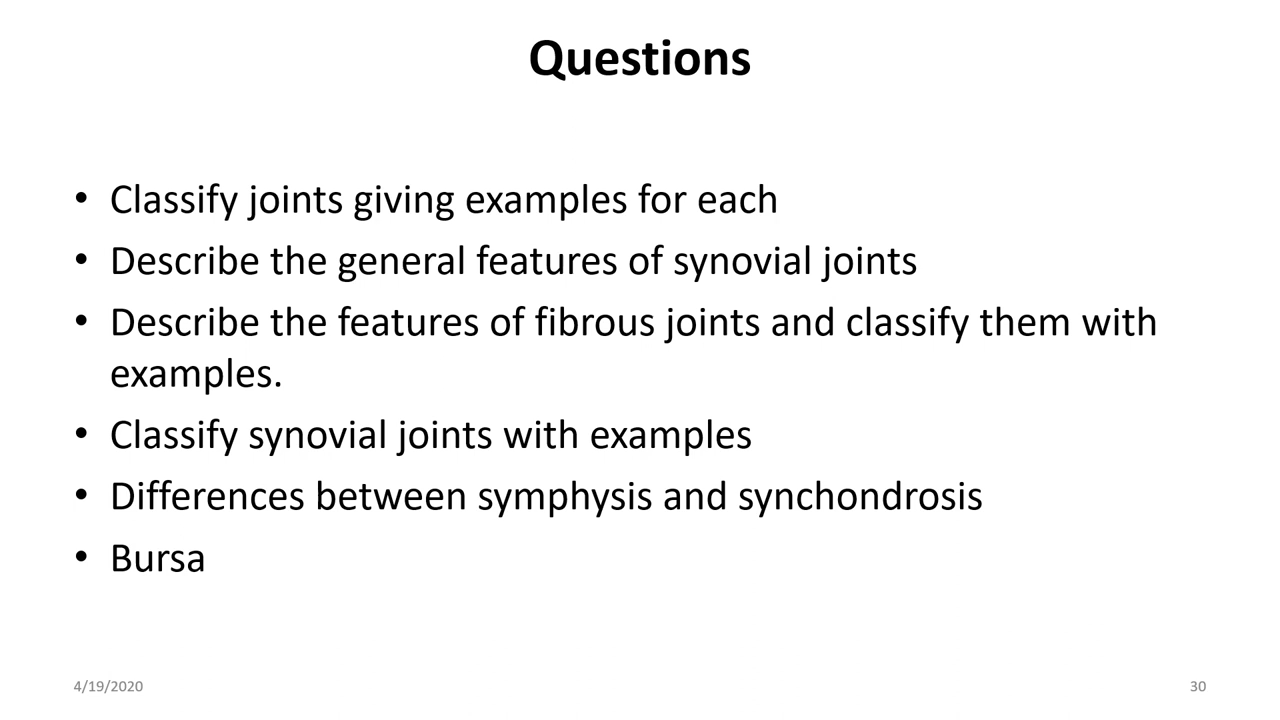 Questions
• Classify joints giving examples for each
• Describe the general features of synovial joints
• Describe the features of fibrous joints and classify them with
examples.
• Classify synovial joints with examples
• Differences between symphysis and synchondrosis
• Bursa
4/19/2020
30